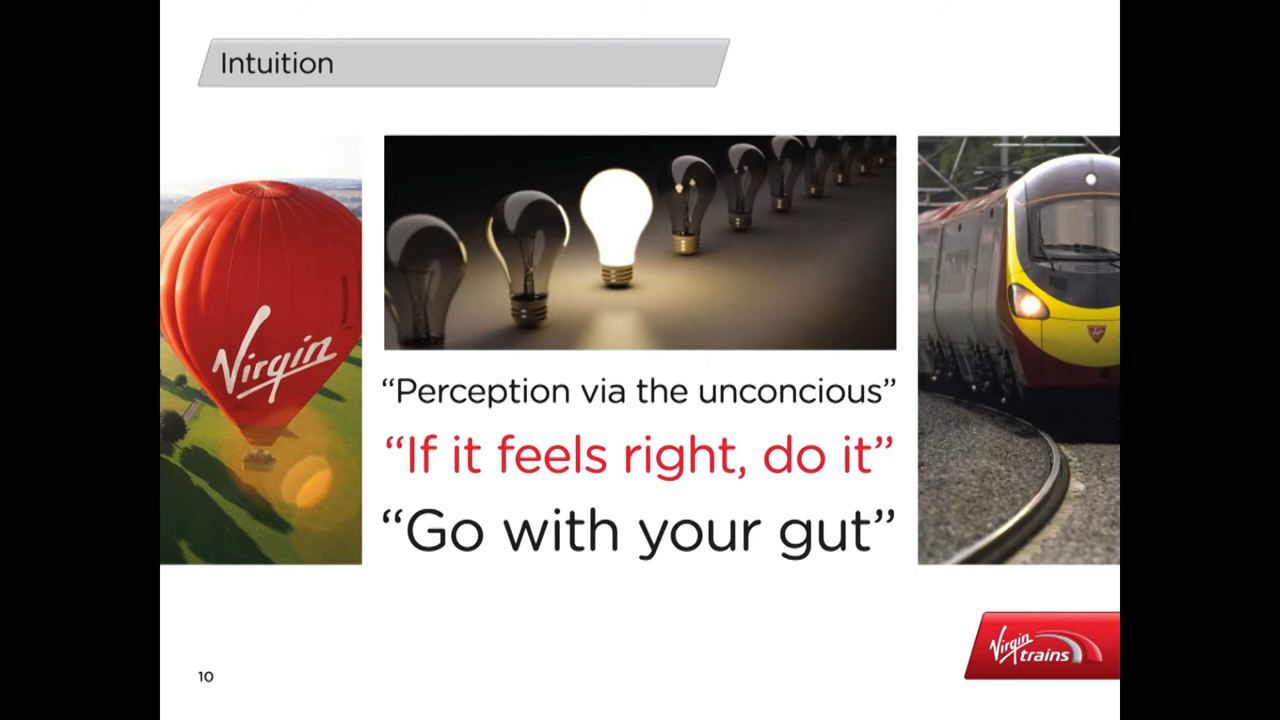 Intuition
Virgin
“Perception via the unconcious”
“If it feels right, do it”
“Go with your gut”
Virgin
trains
10